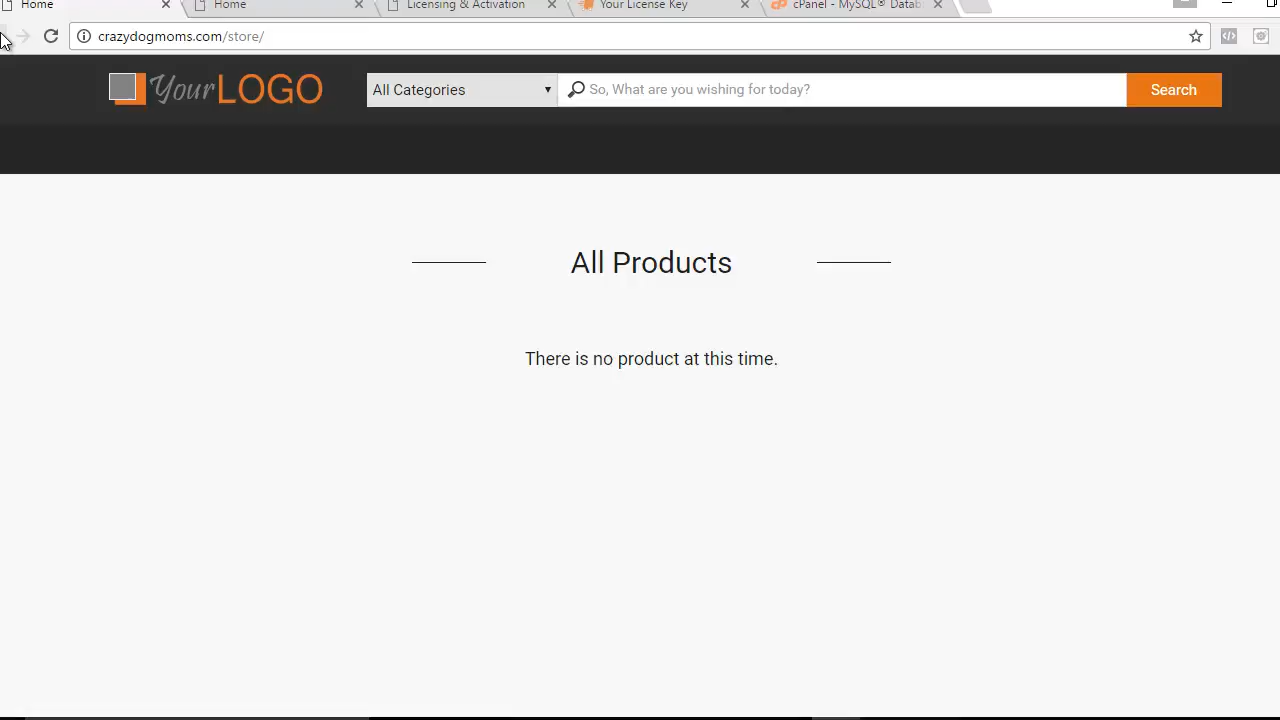 Home
Home
Licensing & Activation
Your License Key
cPanel - MySQL® Datab
crazydogmoms.com/store/
YourLOGO
All Categories
So, What are you wishing for today?
Search
All Products
There is no product at this time.